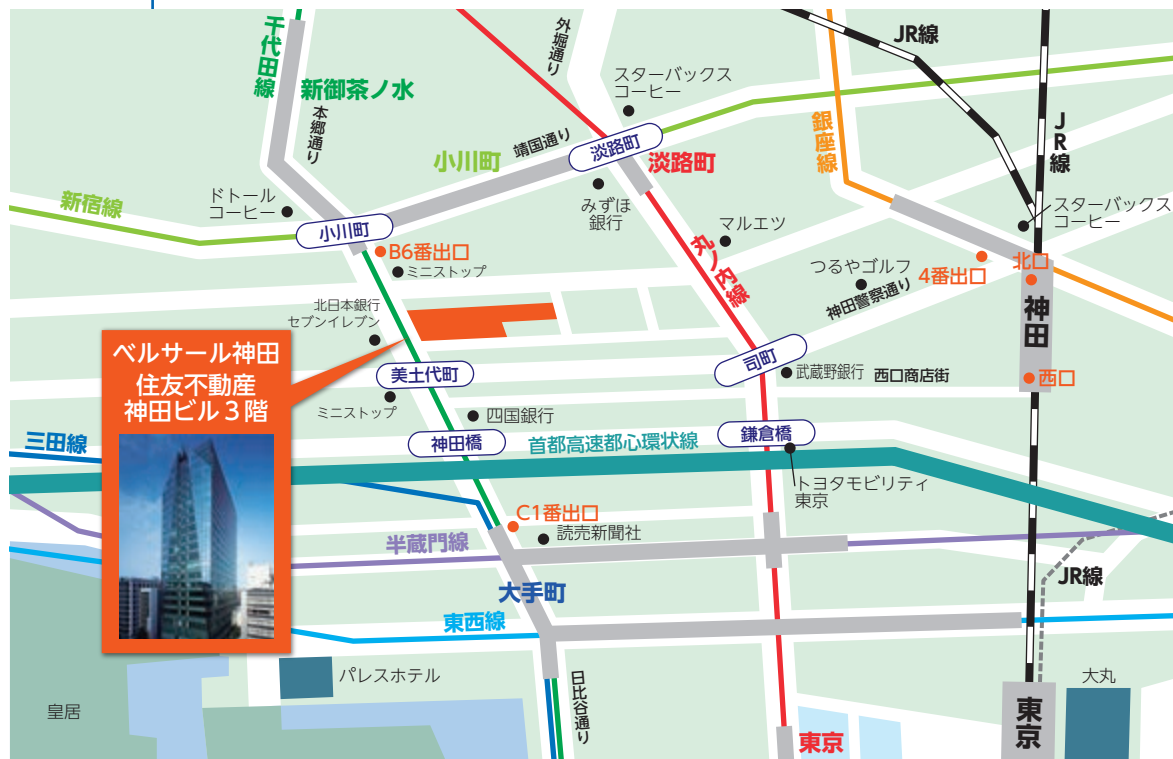 千代田線
新御茶ノ水
本郷通り
外堀通り
スターバックス
コーヒー
JR線
JR線
銀座線
靖国通り
淡路町
小川町
淡路町
新宿線
ドトール
コーヒー
みずほ
銀行
マルエツ
スターバックス
コーヒー
小川町
B6番出口
ミニストップ
丸ノ内線
つるやゴルフ
4番出口
北口
神田警察通り
神田
北日本銀行
セブンイレブン
ベルサール神田
住友不動産
神田ビル3階
美土代町
司町
武蔵野銀行
西口商店街
西口
ミニストップ
四国銀行
三田線
神田橋
首都高速都心環状線
鎌倉橋
トヨタモビリティ
東京
C1番出口
読売新聞社
半蔵門線
大手町
JR線
東西線
パレスホテル
日比谷通り
皇居
大丸
東京
東京